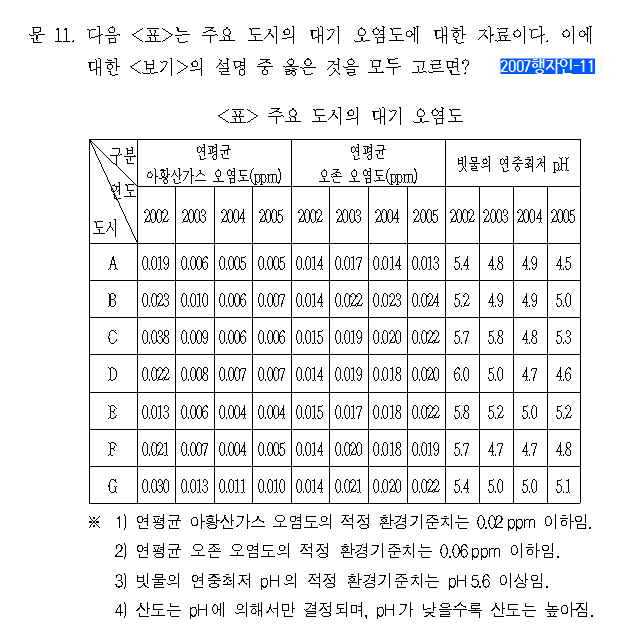 문 11. 다음 <표>는 주요 도시의 대기 오염도에 대한 자료이다. 이에
대한 <보기>의 설명 중 옳은 것을 모두 고르면? 2007행자인-11
<표> 주요 도시의 대기 오염도
구분 연평균 아황산가스 오염도(ppm) 연평균 오존 오염도(ppm) 빗물의 연중최저 pH
연도 2002 2003 2004 2005 2002 2003 2004 2005 2002 2003 2004 2005
도시
A 0.019 0.006 0.005 0.005 0.014 0.017 0.014 0.013 5.4 4.8 4.9 4.5
B 0.023 0.010 0.006 0.007 0.014 0.022 0.023 0.024 5.2 4.9 4.9 5.0
C 0.038 0.009 0.006 0.006 0.015 0.019 0.020 0.022 5.7 5.8 4.8 5.3
D 0.022 0.008 0.007 0.007 0.014 0.019 0.018 0.020 6.0 5.0 4.7 4.6
E 0.013 0.006 0.004 0.004 0.015 0.017 0.018 0.022 5.8 5.2 5.0 5.2
F 0.021 0.007 0.004 0.005 0.014 0.020 0.018 0.019 5.7 4.7 4.7 4.8
G 0.030 0.013 0.011 0.010 0.014 0.021 0.020 0.022 5.4 5.0 5.0 5.1
※ 1) 연평균 아황산가스 오염도의 적정 환경기준치는 0.02 ppm 이하임.
2) 연평균 오존 오염도의 적정 환경기준치는 0.06 ppm 이하임.
3) 빗물의 연중최저 pH의 적정 환경기준치는 pH 5.6 이상임.
4) 산도는 pH에 의해서만 결정되며, pH가 낮을수록 산도는 높아짐.